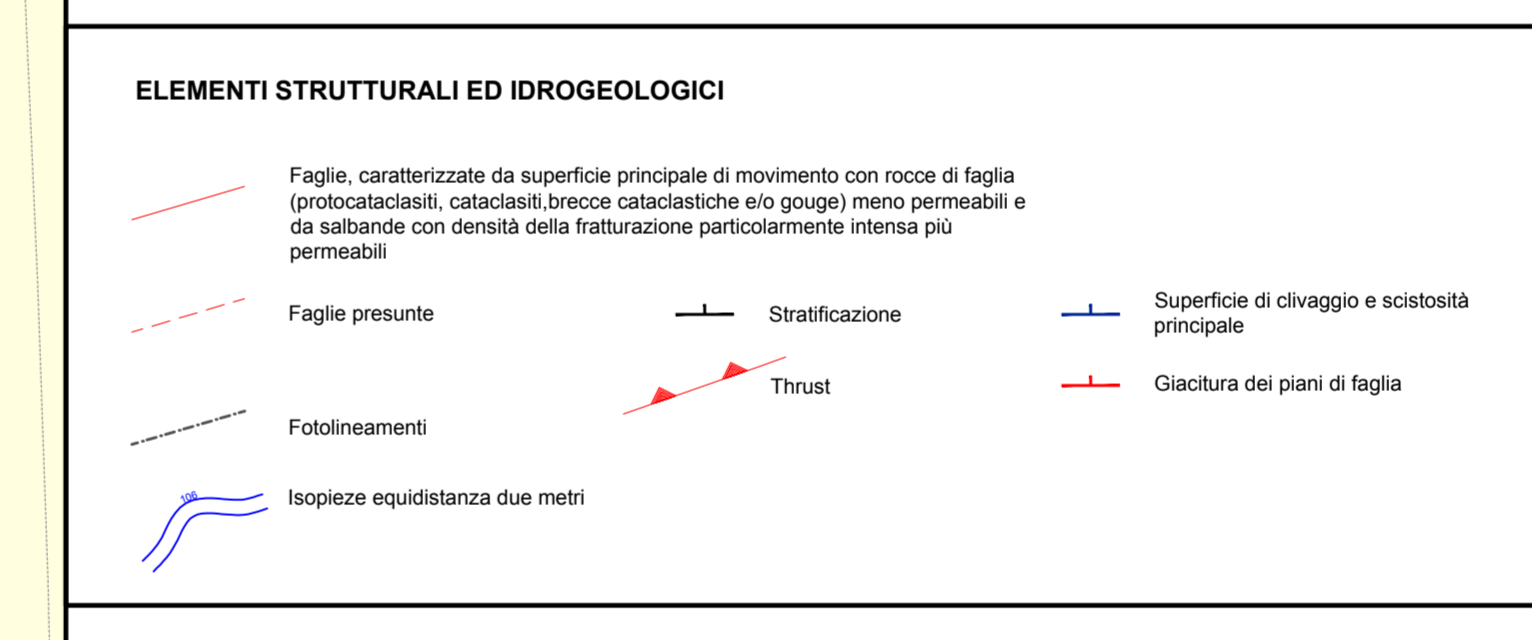 ELEMENTI STRUTTURALI ED IDROGEOLOGICI
Faglie, caratterizzate da superficie principale di movimento con rocce di faglia
(protocataclasiti, cataclasiti,brecce cataclastiche e/o gouge) meno permeabili e
da salbande con densità della fratturazione particolarmente intensa più
permeabili
Faglie presunte
Stratificazione
Superficie di clivaggio e scistosità
principale
Thrust
Giacitura dei piani di faglia
Fotolineamenti
106
Isopieze equidistanza due metri